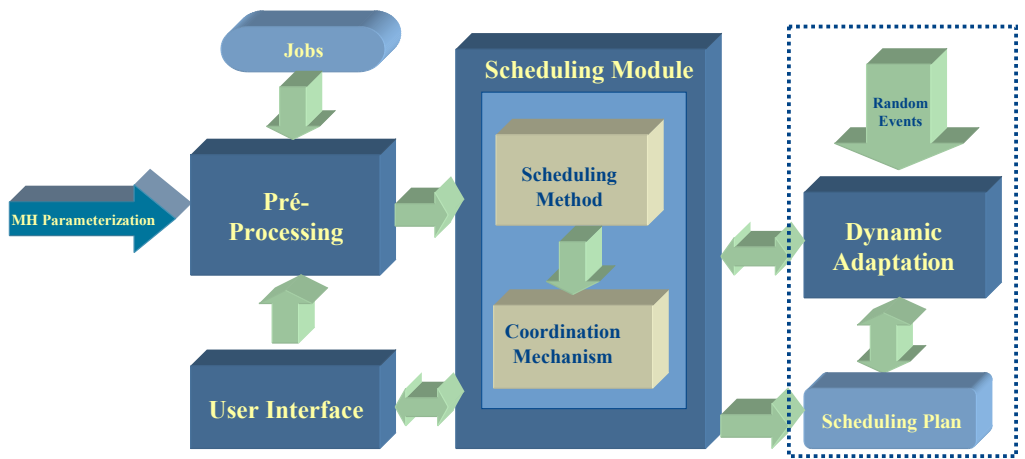 Jobs
Scheduling Module
Random
Events
Scheduling
Method
MH Parameterization
Pré-
Processing
Dynamic
Adaptation
Coordination
Mechanism
User Interface
Scheduling Plan